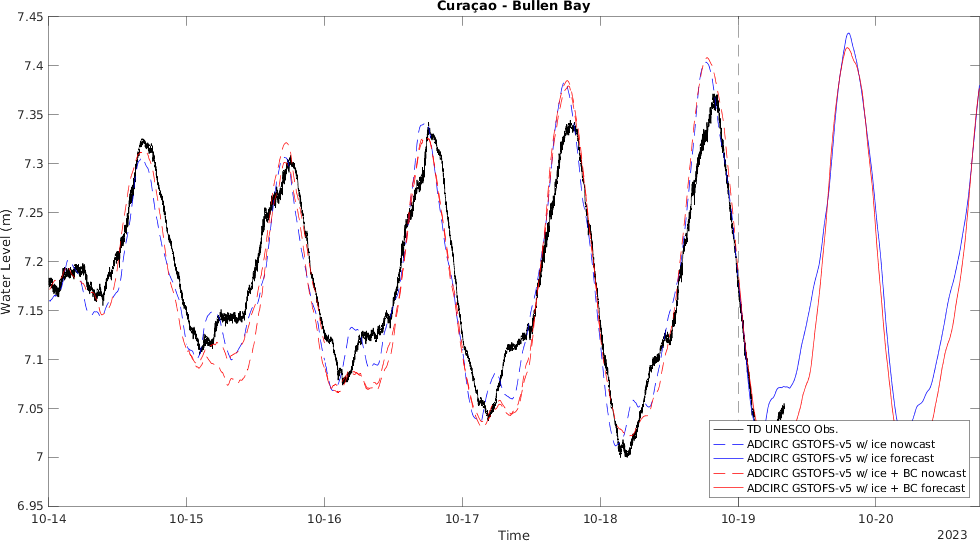 Curaçao - Bullen Bay
7.45
7.4
7.35
7.3
7.25
7.2
7.15
7.1
7.05
7
6.95
Water Level (m)
10-14
10-15
10-16
10-17
10-18
10-19
10-20
Time
2023
TD UNESCO Obs.
ADCIRC GSTOFS-v5 w/ ice nowcast
ADCIRC GSTOFS-v5 w/ ice forecast
ADCIRC GSTOFS-v5 w/ ice + BC nowcast
ADCIRC GSTOFS-v5 w/ ice + BC forecast